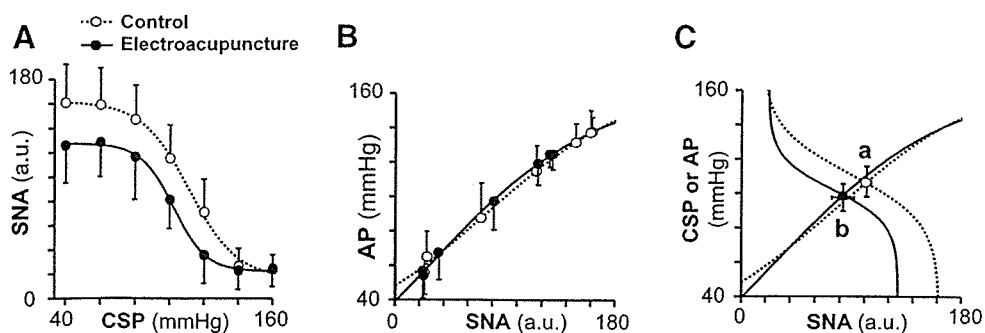 Control
Electroacupuncture
A
180
SNA (a.u.)
0
40 CSP (mmHg) 160
B
160
AP (mmHg)
40
0 SNA (a.u.) 180
C
160
CSP or AP
(mmHg)
a
b
40
0 SNA (a.u.) 180